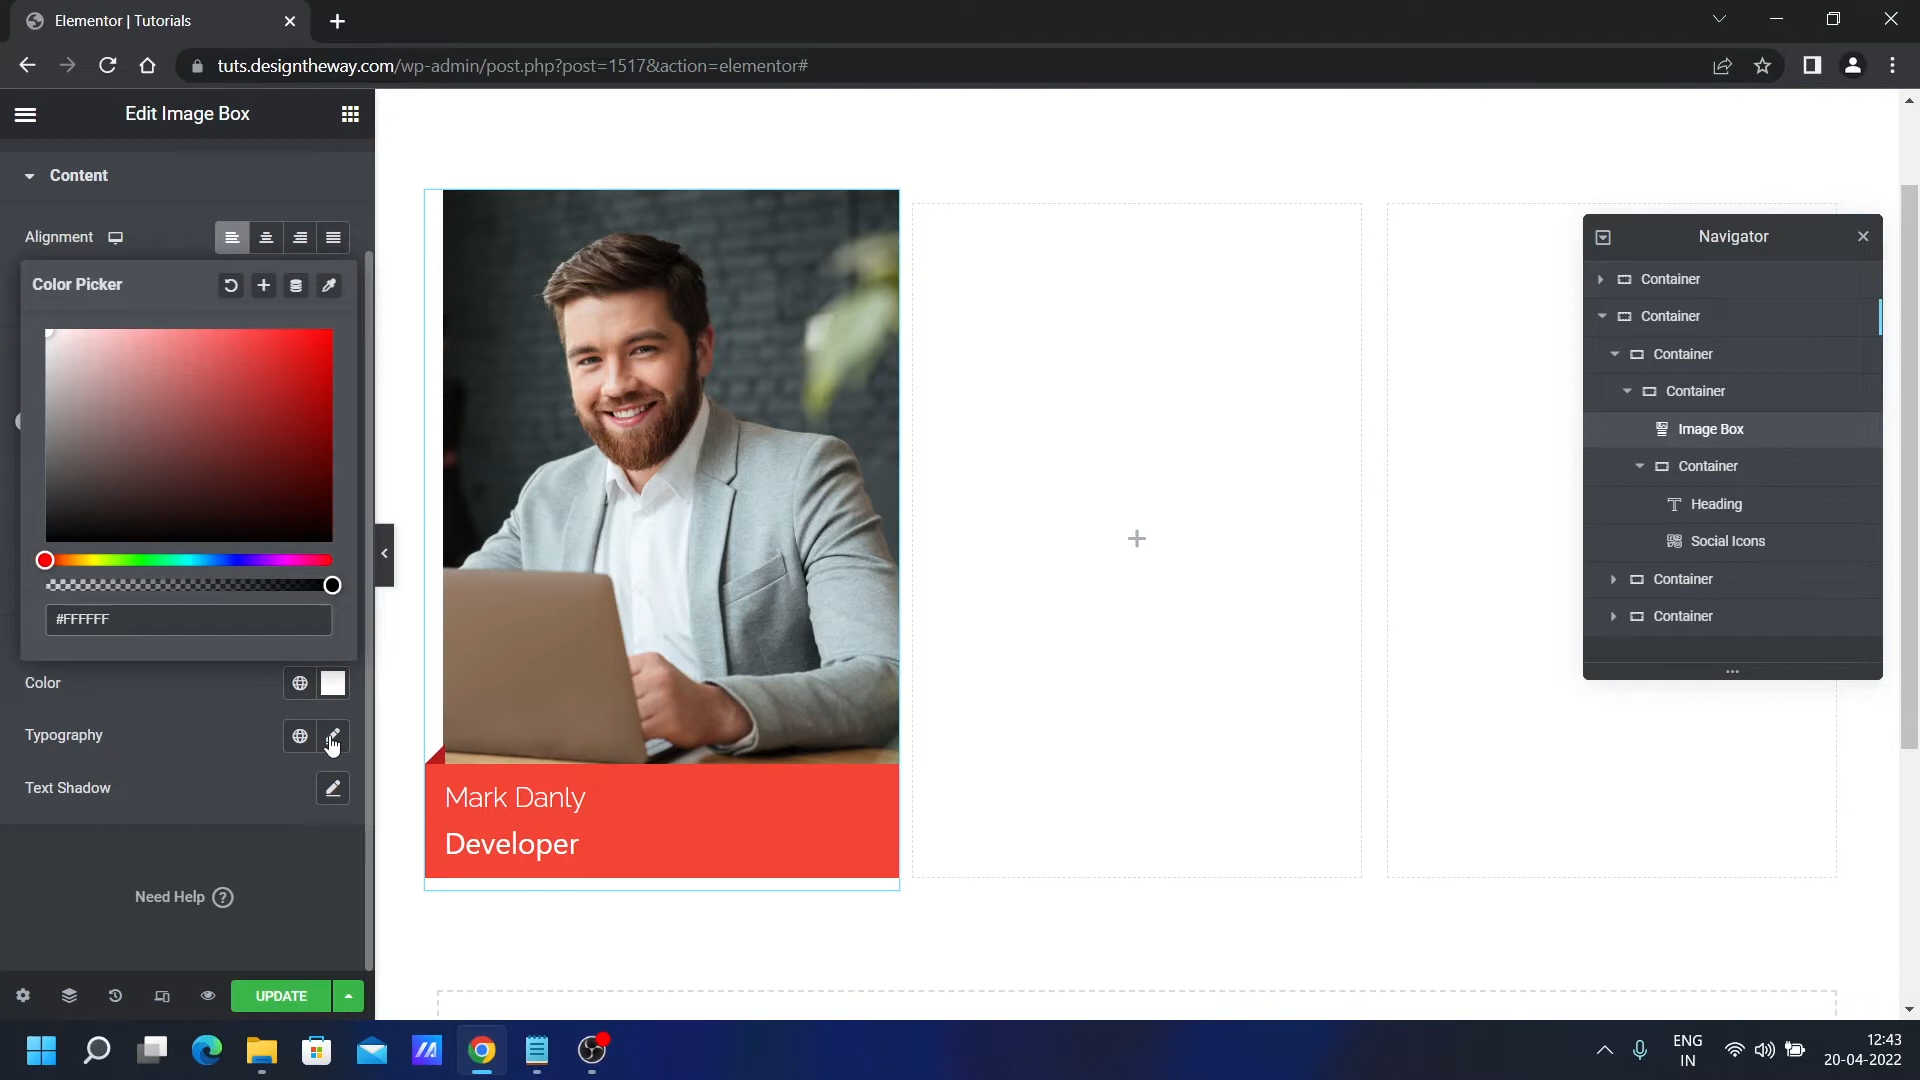 Elementor | Tutorials
tuts.designtheway.com/wp-admin/post.php?post=1517&action=elementor#
Edit Image Box
Content
Alignment
Color Picker
#FFFFFF
Color
Typography
Text Shadow
Need Help ?
UPDATE
Mark Danly
Developer
Navigator
Container
Container
Container
Container
Image Box
Container
Heading
Social Icons
Container
Container
ENG
IN
12:43
20-04-2022